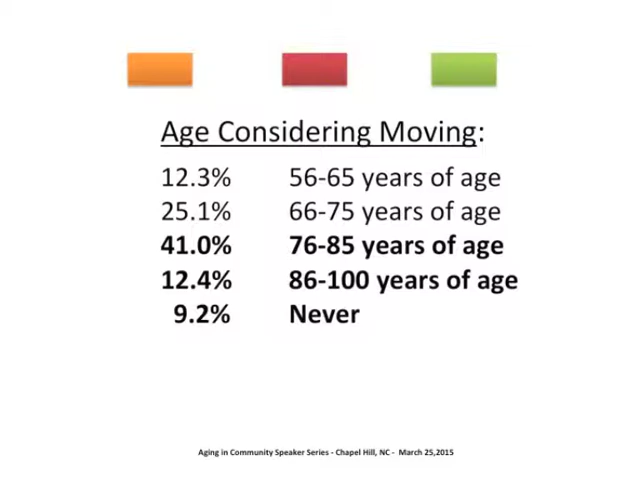 Age Considering Moving:
12.3% 56-65 years of age
25.1% 66-75 years of age
41.0% 76-85 years of age
12.4% 86-100 years of age
9.2% Never
Aging in Community Speaker Series - Chapel Hill, NC - March 25,2015